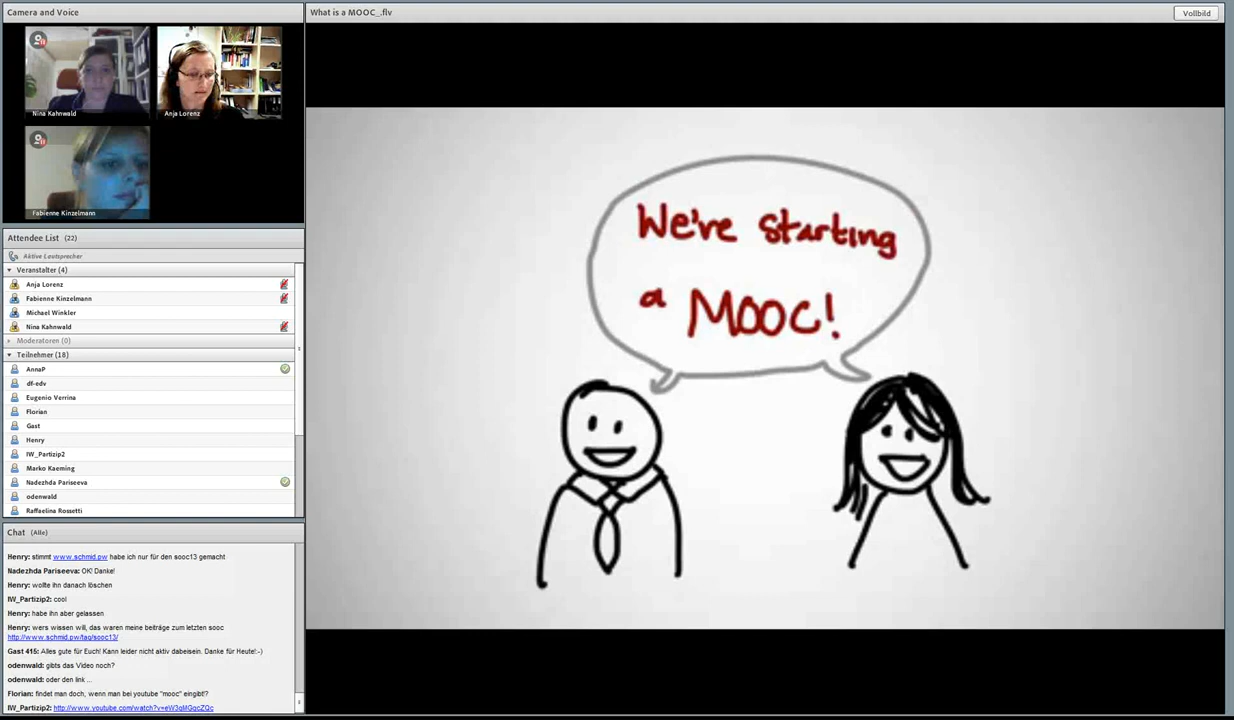 Camera and Voice
Nina Kahnwald
Anja Lorenz
Fabienne Kinzelmann
Attendee List (22)
Aktive Lautsprecher
Veranstalter (4)
Anja Lorenz
Fabienne Kinzelmann
Michael Winkler
Nina Kahnwald
Moderatoren (0)
Teilnehmer (18)
AnnaP
df-edv
Eugenio Verrina
Florian
Gast
Henry
IW_Partizip2
Marko Kaeming
Nadezhda Pariseeva
odenwald
Raffaelina Rossetti
Chat (Alle)
Henry: stimmt www.schmid.pw habe ich nur für den sooc13 gemacht
Nadezhda Pariseeva: OK! Danke!
Henry: wollte ihn danach löschen
IW_Partizip2: cool
Henry: habe ihn aber gelassen
Henry: wers wissen will, das waren meine beiträge zum letzten sooc
http://www.schmid.pw/tag/sooc13/
Gast 415: Alles gute für Euch! Kann leider nicht aktiv dabeisein. Danke für Heute!:-)
odenwald: gibts das Video noch?
odenwald: oder den link ...
Florian: findet man doch, wenn man bei youtube "mooc" eingibt!?
IW_Partizip2: http://www.youtube.com/watch?v=eW3gMGqcZQc
What is a MOOC_.flv
Vollbild
We're starting
a MOOC!